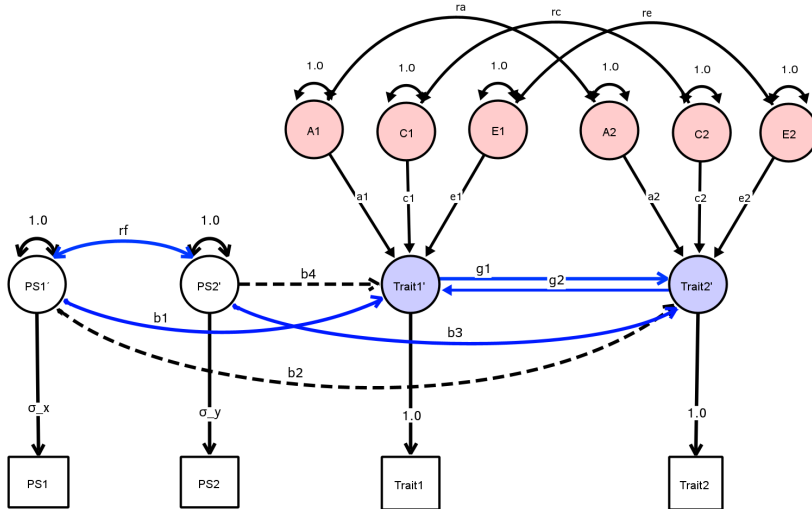 ra
rc
re
1.0
1.0
1.0
1.0
1.0
1.0
A1
C1
E1
A2
C2
E2
a1
c1
e1
a2
c2
e2
1.0
rf
1.0
PS1´
PS2'
b4
Trait1'
g1
g2
Trait2'
b1
b3
b2
σ_x
σ_y
1.0
1.0
PS1
PS2
Trait1
Trait2